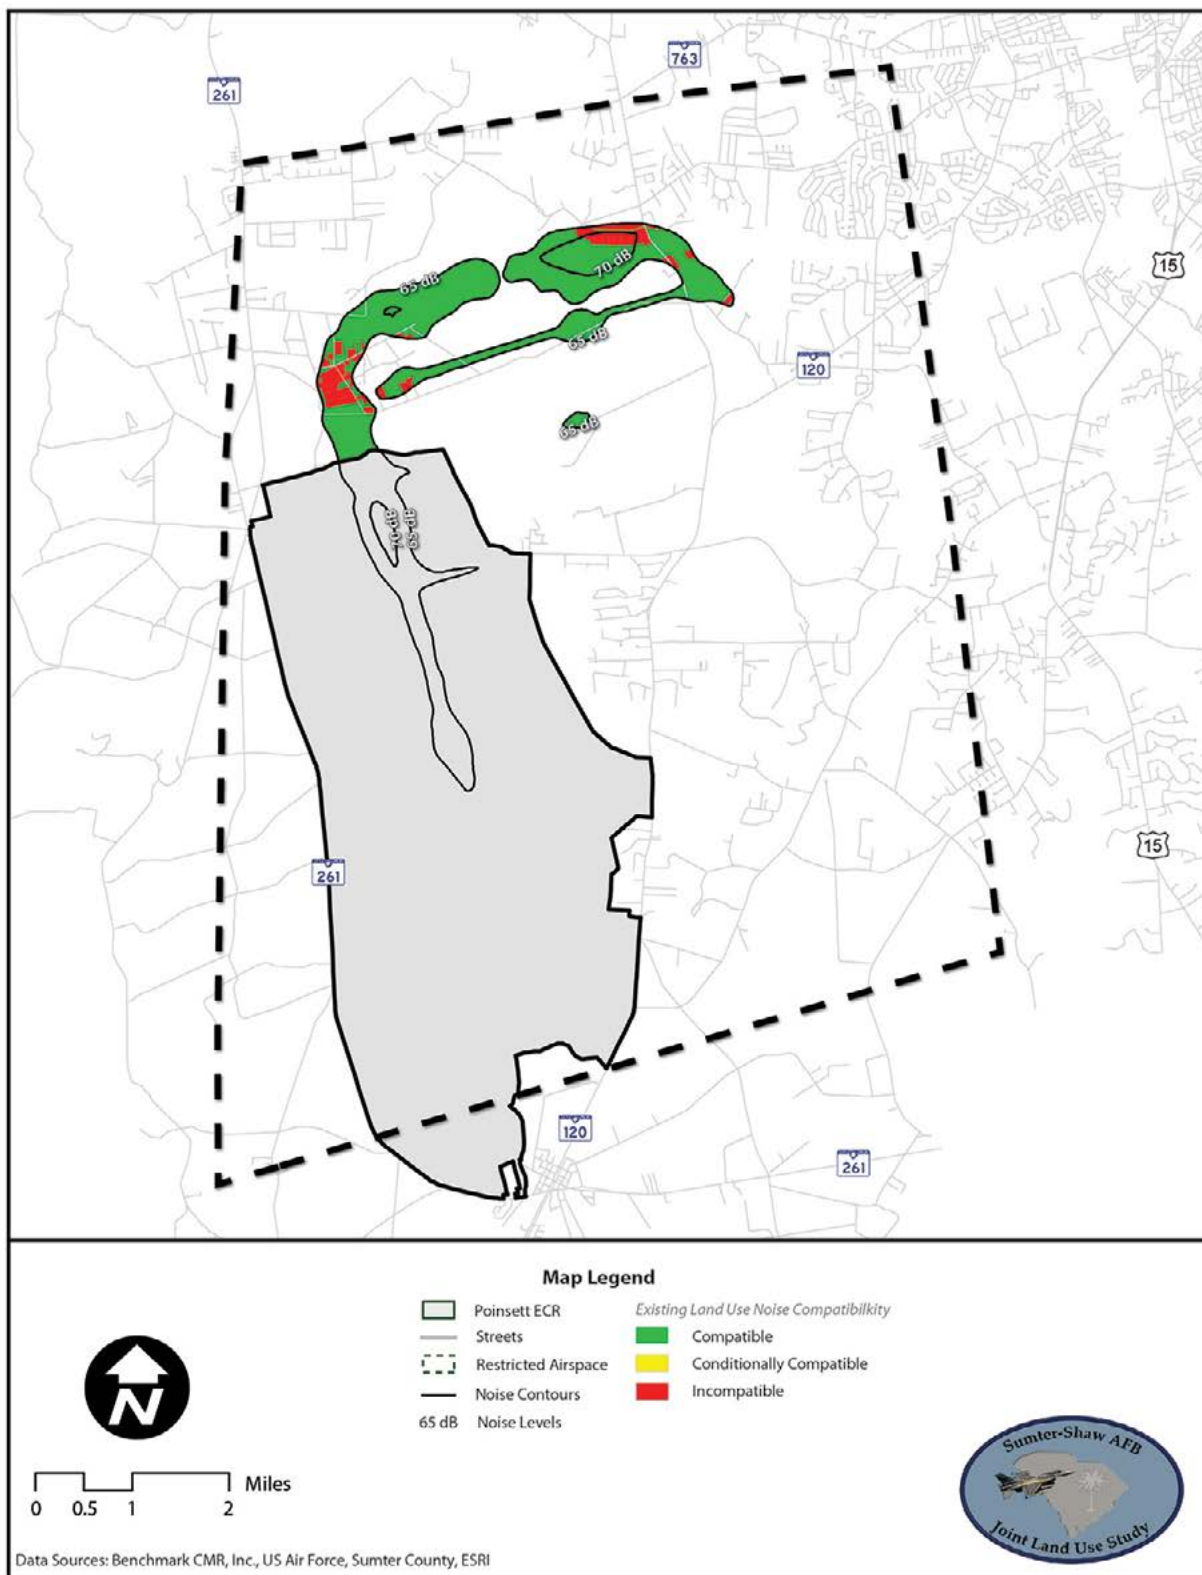 763
261
15
65 dB
70 dB
65 dB
120
65 dB
70 dB
65 dB
15
261
120
261
Map Legend
Poinsett ECR
Streets
Restricted Airspace
Noise Contours
65 dB Noise Levels
Existing Land Use Noise Compatibilkity
Compatible
Conditionally Compatible
Incompatible
N
Miles
0 0.5 1 2
Sumter-Shaw AFB
Joint Land Use Study
Data Sources: Benchmark CMR, Inc., US Air Force, Sumter County, ESRI